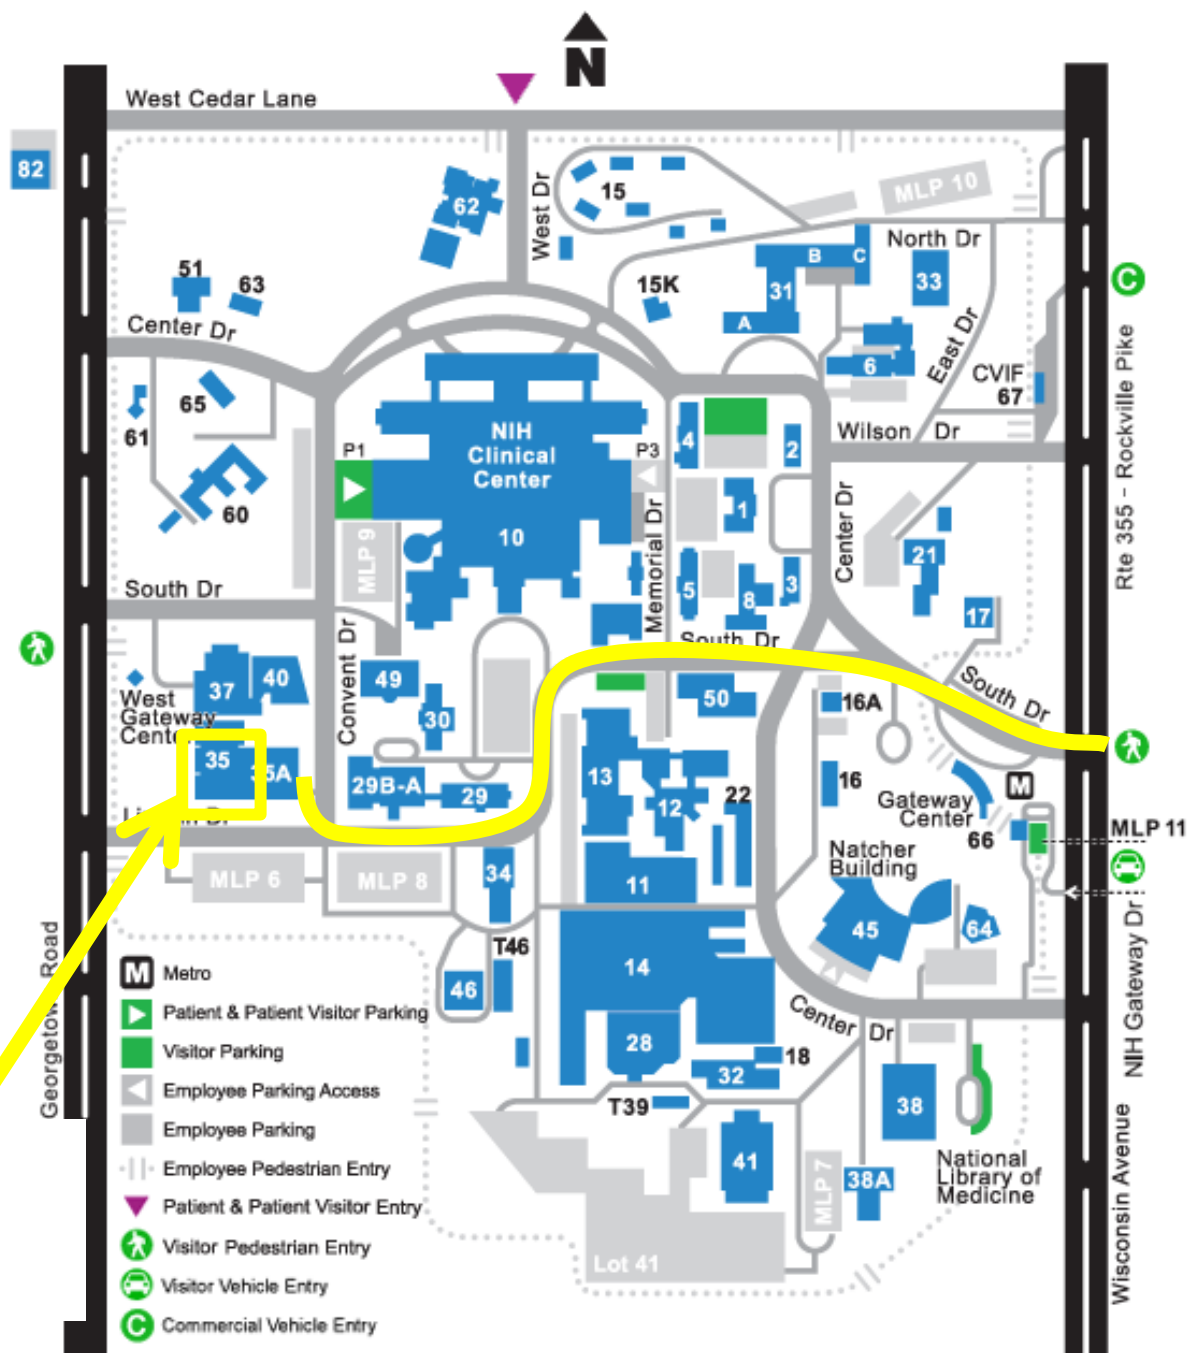 N
West Cedar Lane
82
62
West Dr
15
MLP 10
North Dr
B
C
51
63
15K
31
33
C
Center Dr
A
6
East Dr
CVIF
67
65
61
NIH
Clinical
Center
P1
P3
4
2
Wilson Dr
60
10
1
Memorial Dr
Center Dr
Rte 355 - Rockville Pike
MLP 9
21
South Dr
5
8
3
17
Convent Dr
South Dr
37
40
49
50
16A
South Dr
West
Gateway
Center
30
35
35A
29B-A
29
13
12
22
16
M
Gateway
Center
66
MLP 11
Natcher
Building
MLP 6
MLP 8
34
11
45
64
NIH Gateway Dr
Georgetown Road
T46
14
46
Center Dr
28
18
32
T39
38
41
MLP 7
38A
National
Library of
Medicine
Lot 41
Wisconsin Avenue
M Metro
Patient & Patient Visitor Parking
Visitor Parking
Employee Parking Access
Employee Parking
Employee Pedestrian Entry
Patient & Patient Visitor Entry
Visitor Pedestrian Entry
Visitor Vehicle Entry
C Commercial Vehicle Entry